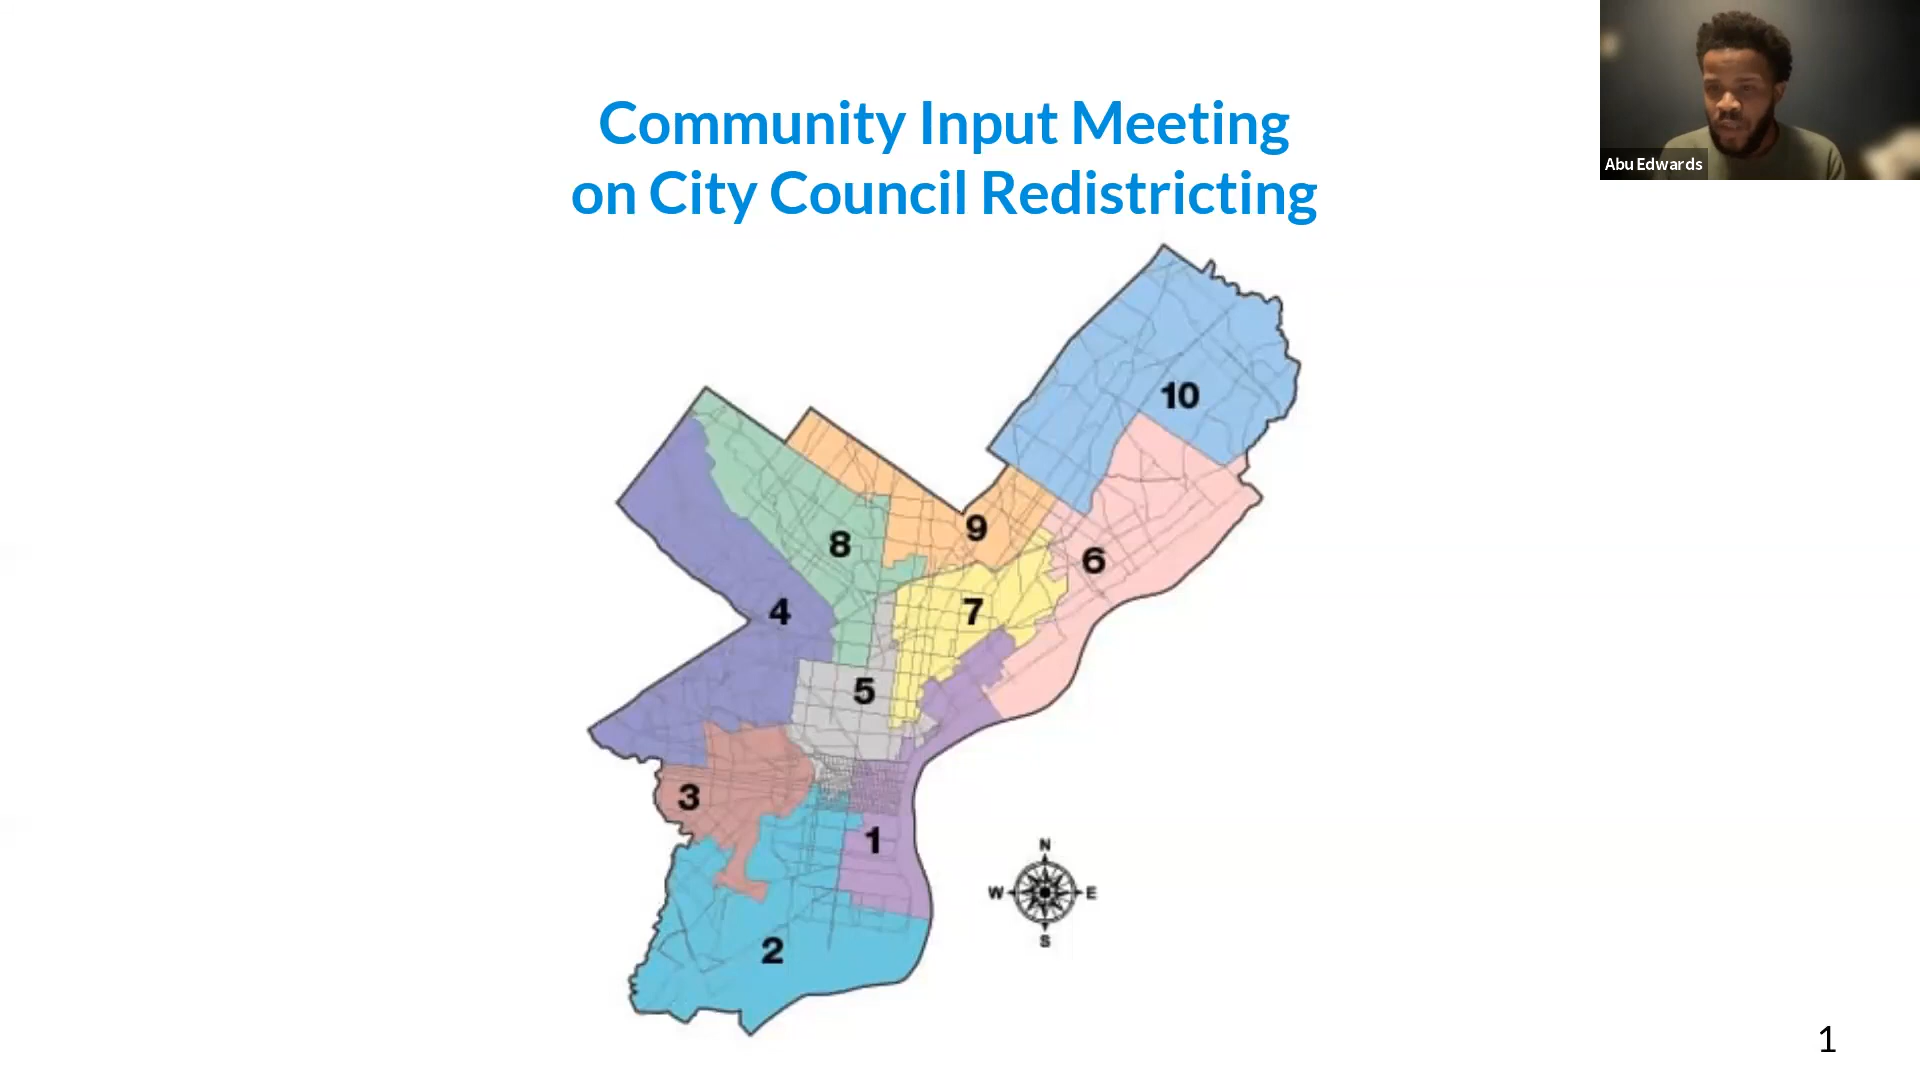 Community Input Meeting
on City Council Redistricting
Abu Edwards
10
9
8
6
7
4
5
3
1
2
N
W E
S
1